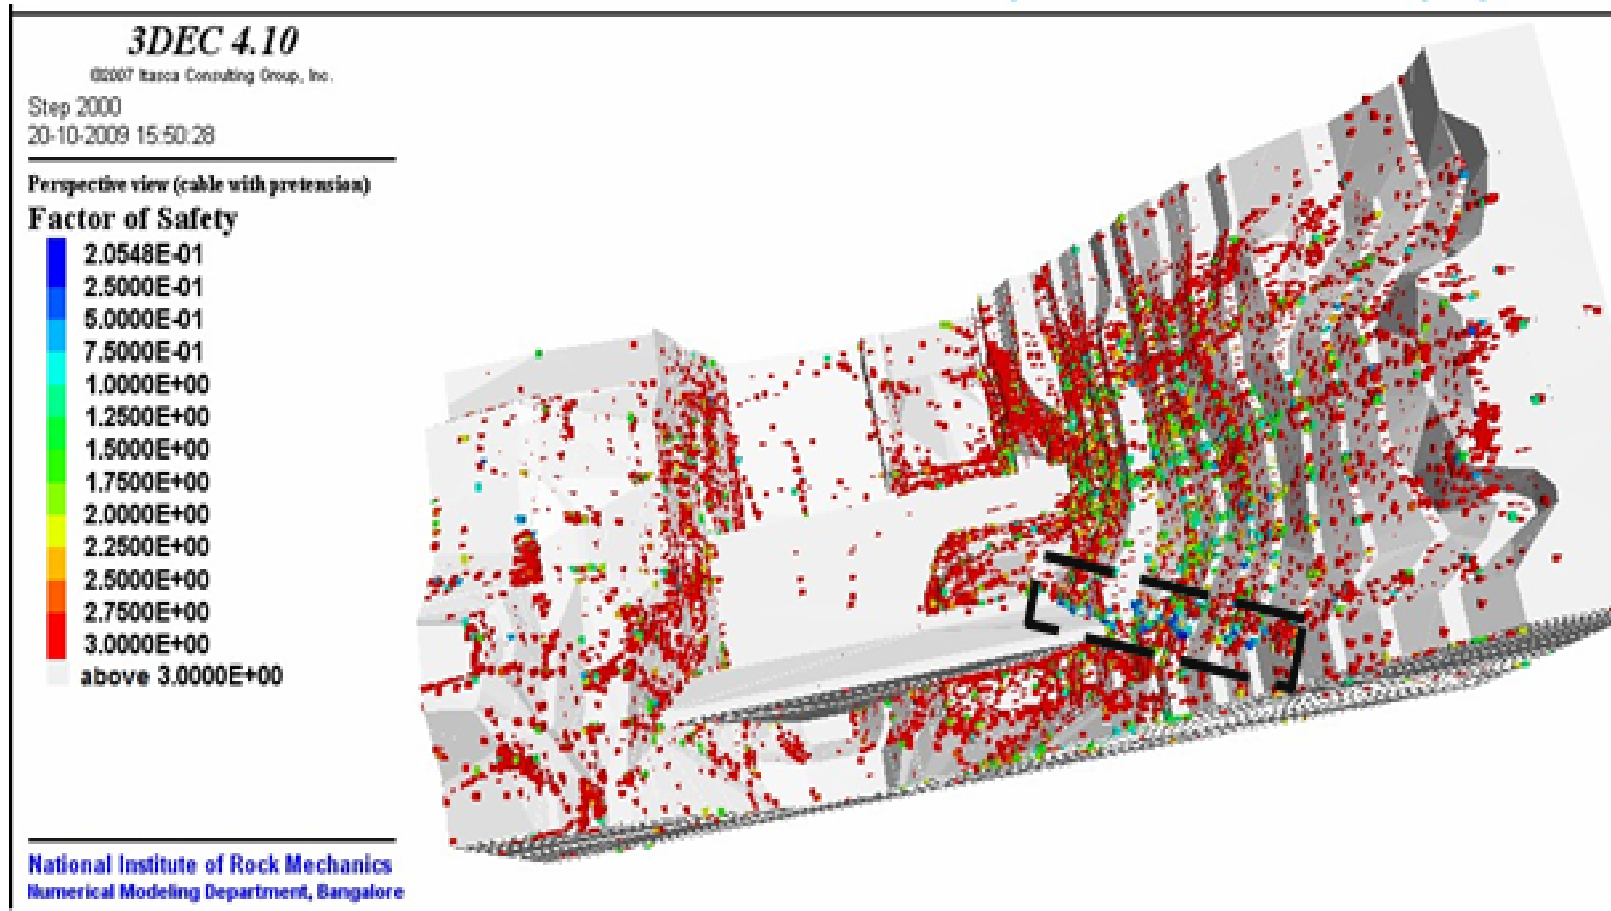 3DEC 4.10
©2007 Itasca Consulting Group, Inc.
Step 2000
20-10-2009 15:50:28
Perspective view (cable with pretension)
Factor of Safety
2.0548E-01
2.5000E-01
5.0000E-01
7.5000E-01
1.0000E+00
1.2500E+00
1.5000E+00
1.7500E+00
2.0000E+00
2.2500E+00
2.5000E+00
2.7500E+00
3.0000E+00
above 3.0000E+00
National Institute of Rock Mechanics
Numerical Modeling Department, Bangalore